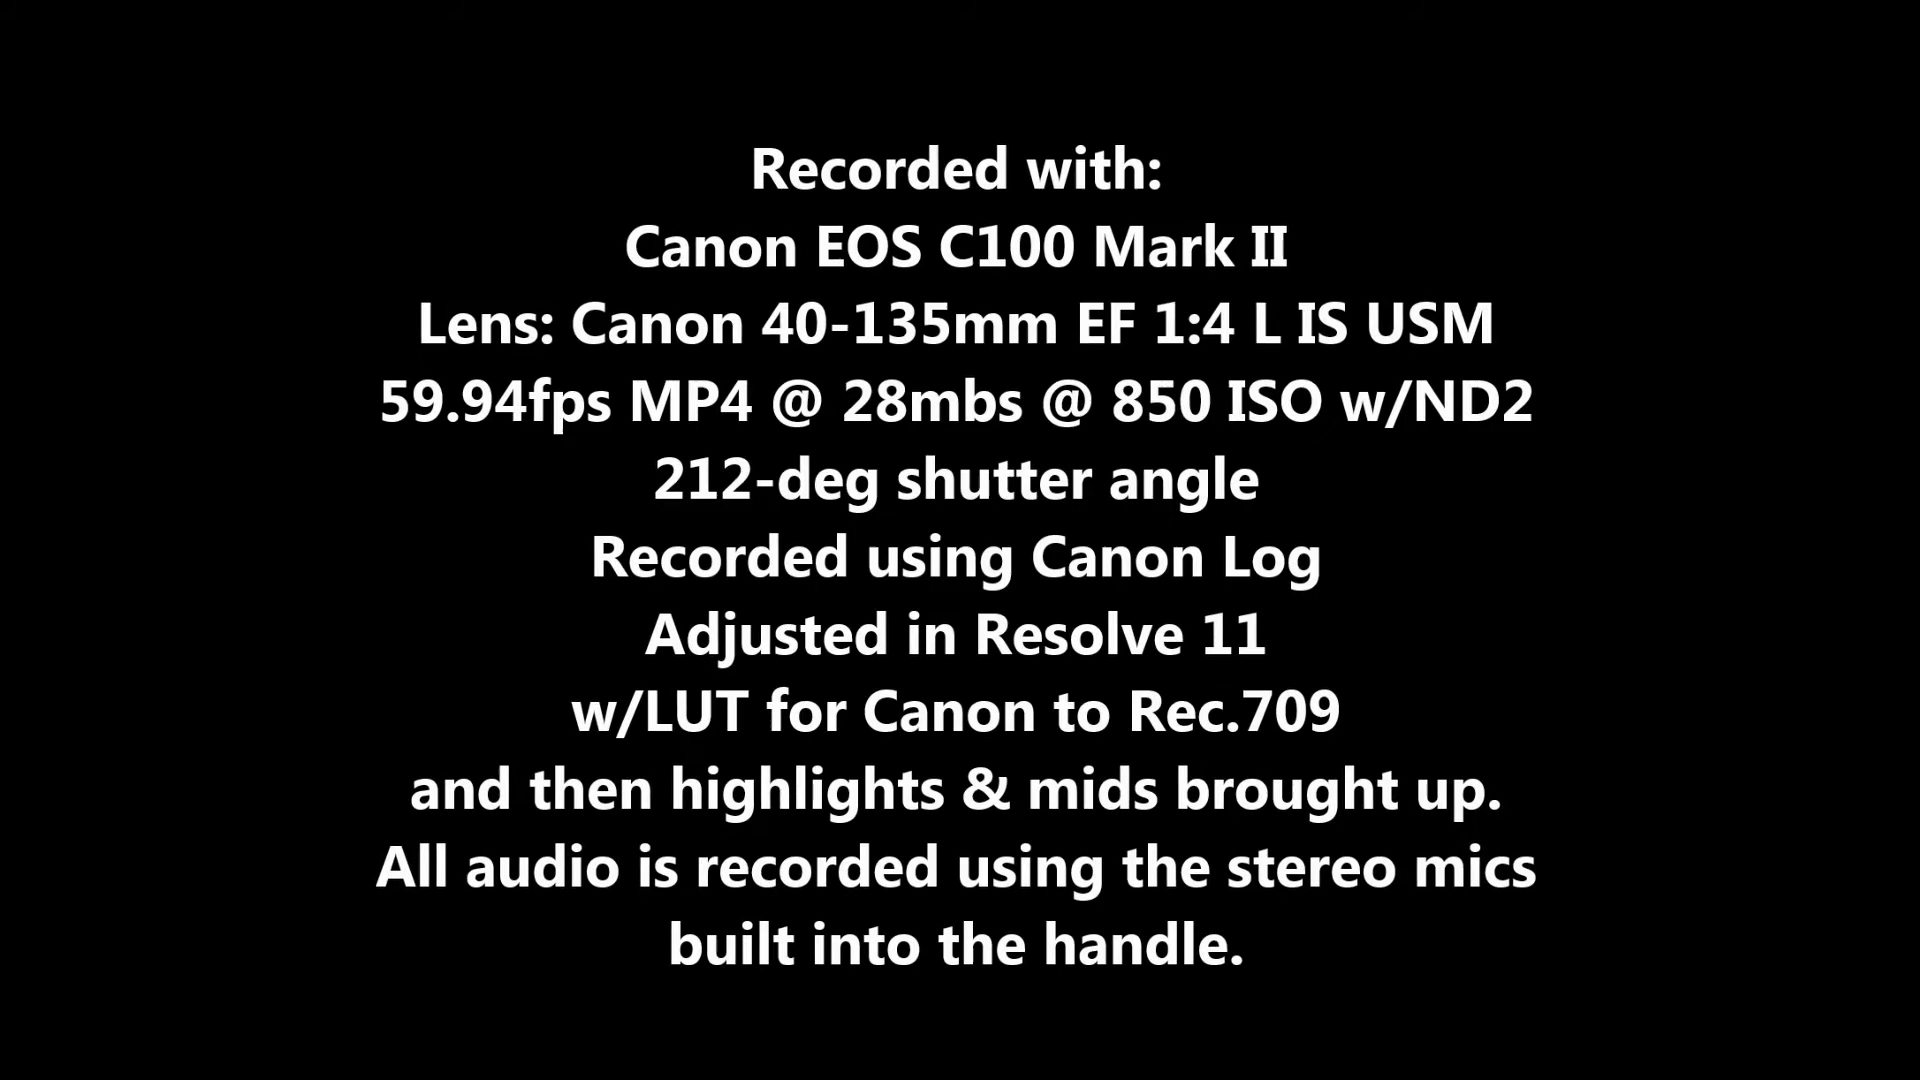 Recorded with:
Canon EOS C100 Mark II
Lens: Canon 40-135mm EF 1:4 L IS USM
59.94fps MP4 @ 28mbs @ 850 ISO w/ND2
212-deg shutter angle
Recorded using Canon Log
Adjusted in Resolve 11
w/LUT for Canon to Rec.709
and then highlights & mids brought up.
All audio is recorded using the stereo mics
built into the handle.